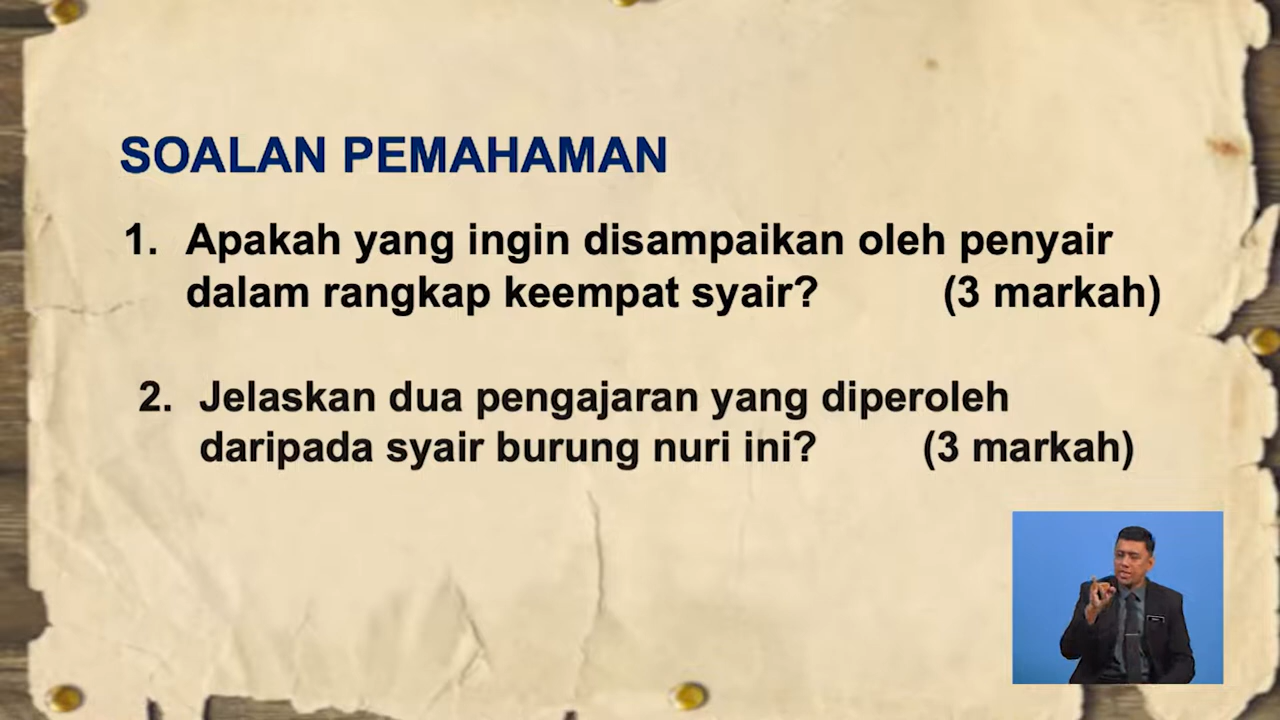 SOALAN PEMAHAMAN
1. Apakah yang ingin disampaikan oleh penyair
dalam rangkap keempat syair? (3 markah)
2. Jelaskan dua pengajaran yang diperoleh
daripada syair burung nuri ini? (3 markah)